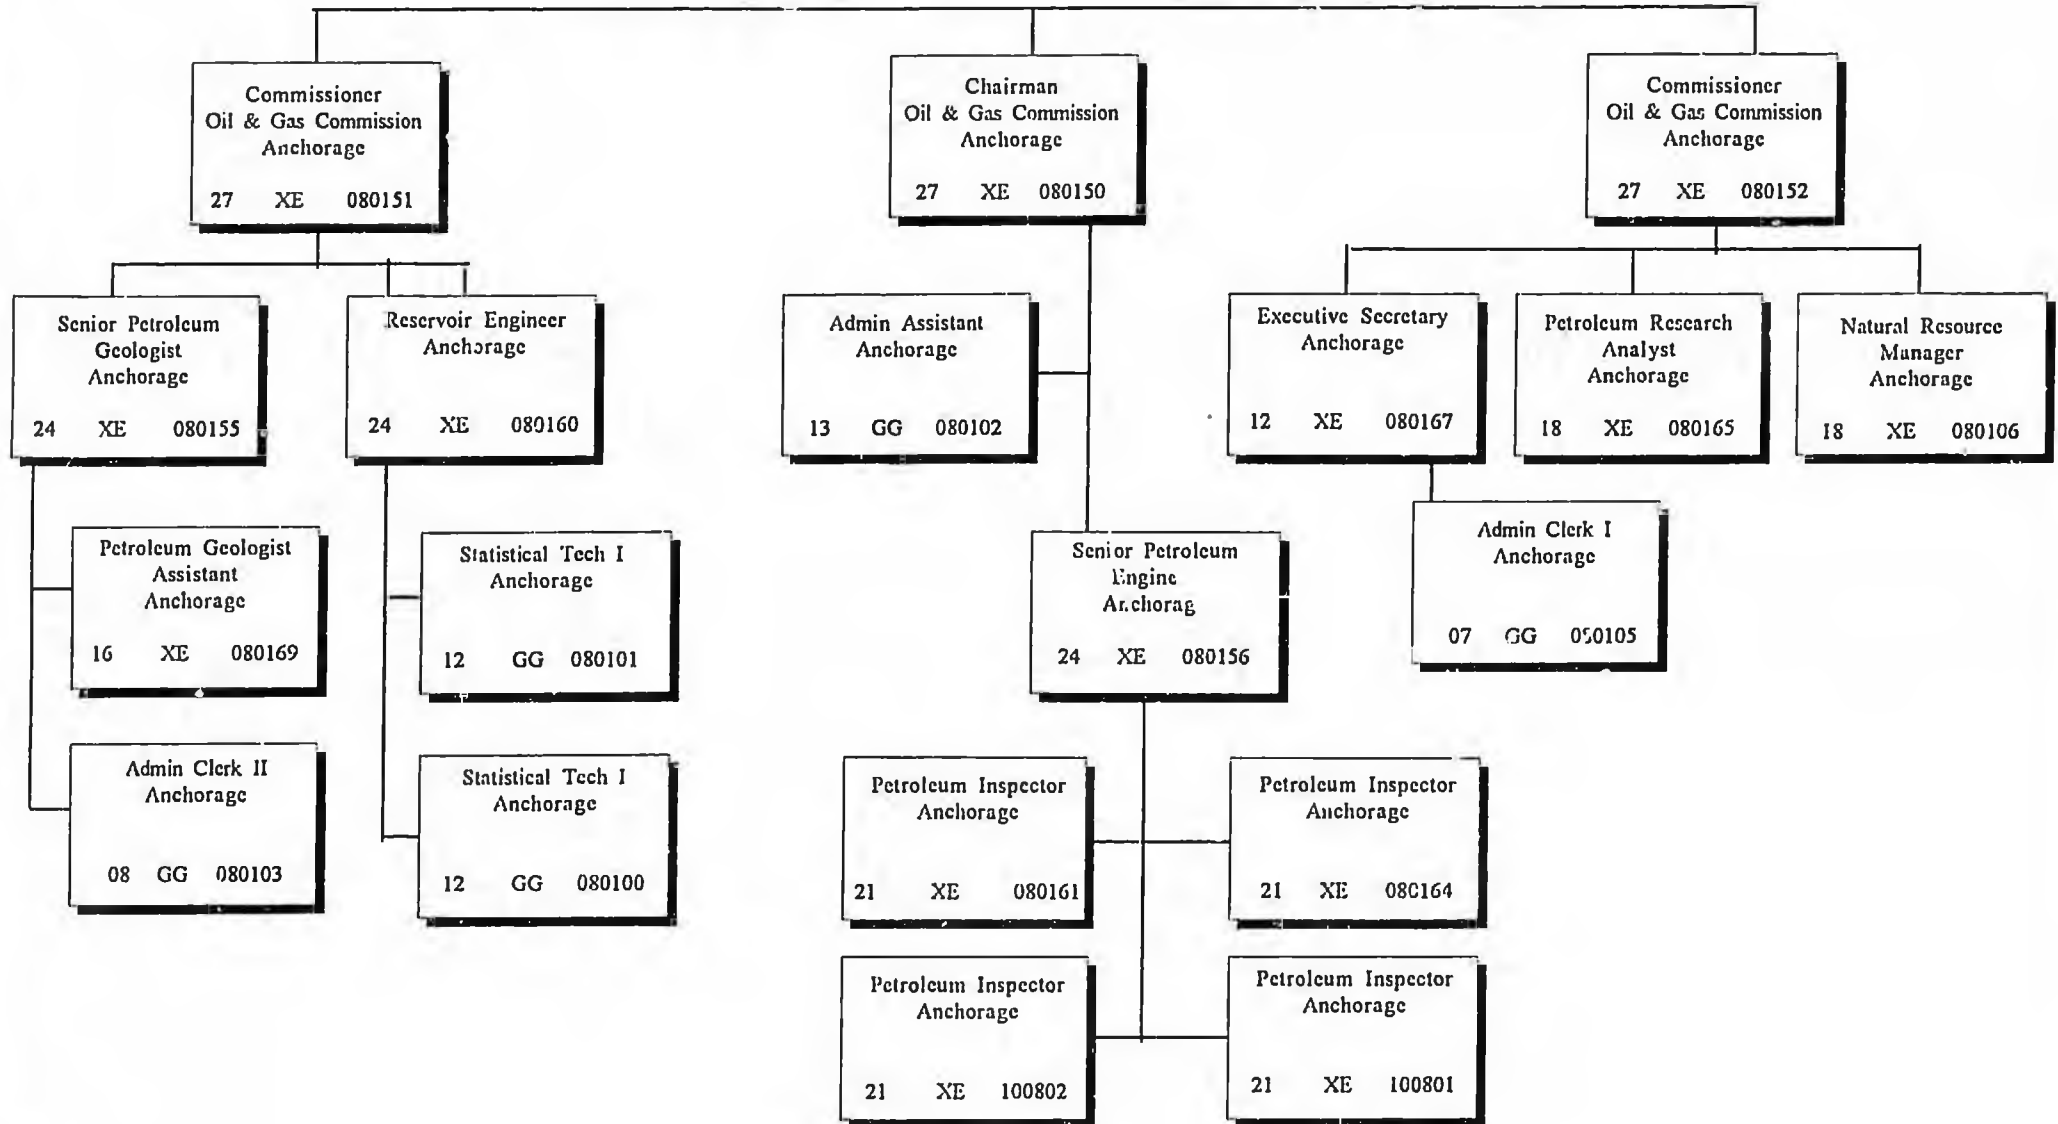 Commissioner
Oil & Gas Commission
Anchorage
27 XE 080151
Chairman
Oil & Gas Commission
Anchorage
27 XE 080150
Commissioner
Oil & Gas Commission
Anchorage
27 XE 080152
Senior Petroleum
Geologist
Anchorage
24 XE 080155
Reservoir Engineer
Anchorage
24 XE 080160
Admin Assistant
Anchorage
13 GG 080102
Executive Secretary
Anchorage
12 XE 080167
Petroleum Research
Analyst
Anchorage
18 XE 080165
Natural Resource
Manager
Anchorage
18 XE 080106
Petroleum Geologist
Assistant
Anchorage
16 XE 080169
Statistical Tech I
Anchorage
12 GG 080101
Senior Petroleum
Engine
Anchorag
24 XE 080156
Admin Clerk I
Anchorage
07 GG 080105
Admin Clerk II
Anchorage
08 GG 080103
Statistical Tech I
Anchorage
12 GG 080100
Petroleum Inspector
Anchorage
21 XE 080161
Petroleum Inspector
Anchorage
21 XE 080164
Petroleum Inspector
Anchorage
21 XE 100802
Petroleum Inspector
Anchorage
21 XE 100801